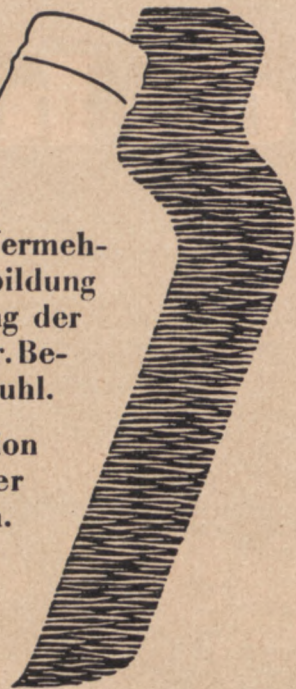 ermeh-
bildung
g der
r. Be-
uhl.
on
er
n.